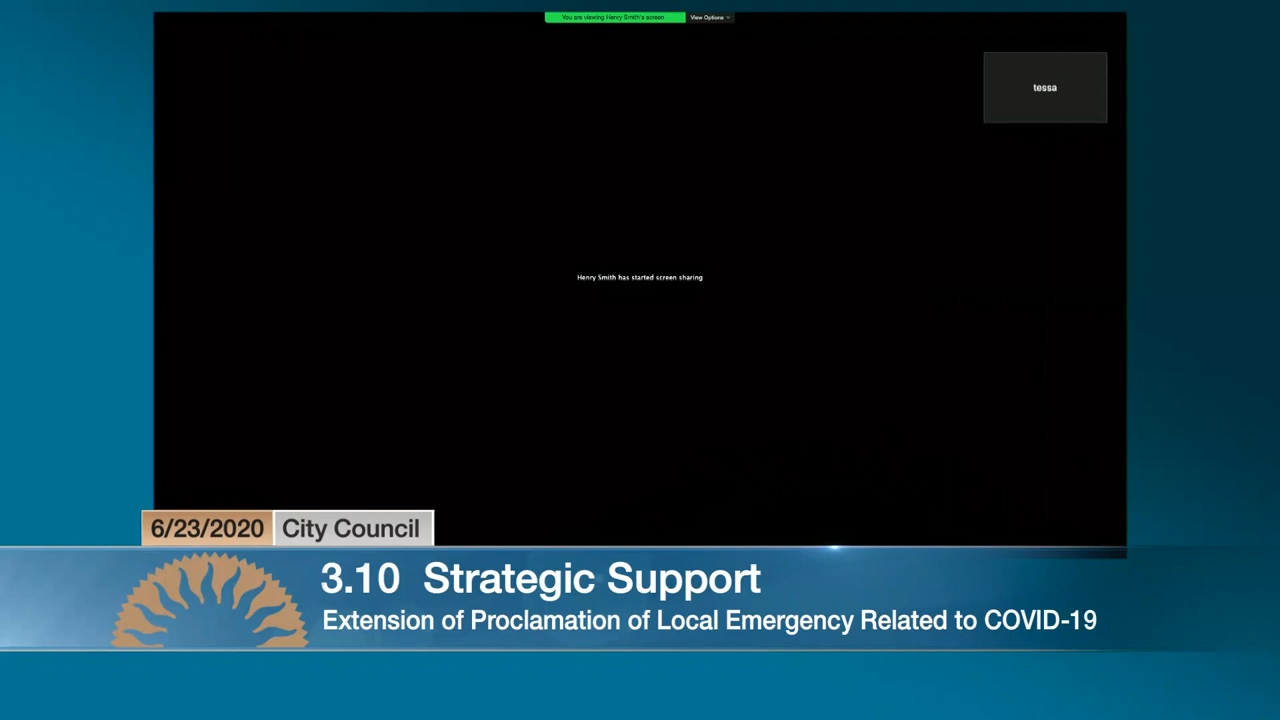 You are viewing Henry Smith's screen View Options
tessa
Henry Smith has started screen sharing
6/23/2020 City Council
3.10 Strategic Support
Extension of Proclamation of Local Emergency Related to COVID-19